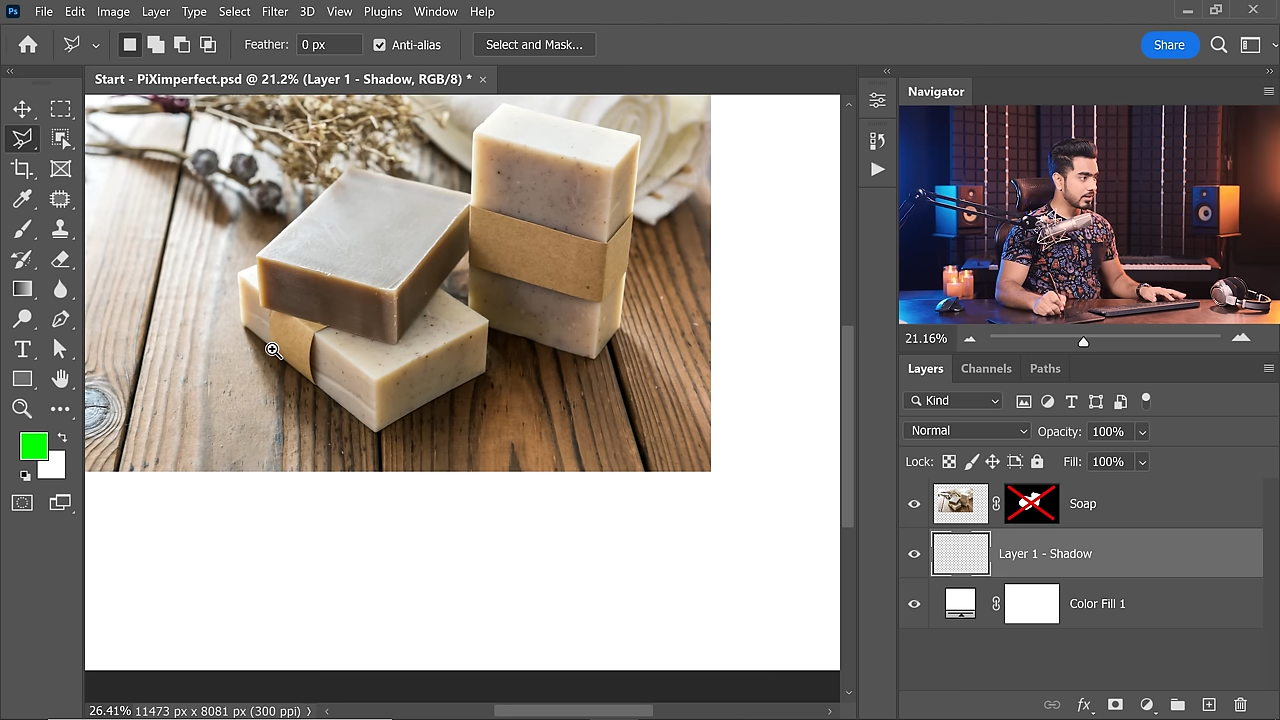 Ps File Edit Image Layer Type Select Filter 3D View Plugins Window Help
Feather: 0 px Anti-alias Select and Mask... Share
Start - PiXimperfect.psd @ 21.2% (Layer 1 - Shadow, RGB/8) * ×
Navigator
21.16%
Layers Channels Paths
Kind
Normal Opacity: 100%
Lock: Fill: 100%
Soap
Layer 1 - Shadow
Color Fill 1
26.41% 11473 px x 8081 px (300 ppi)
fx